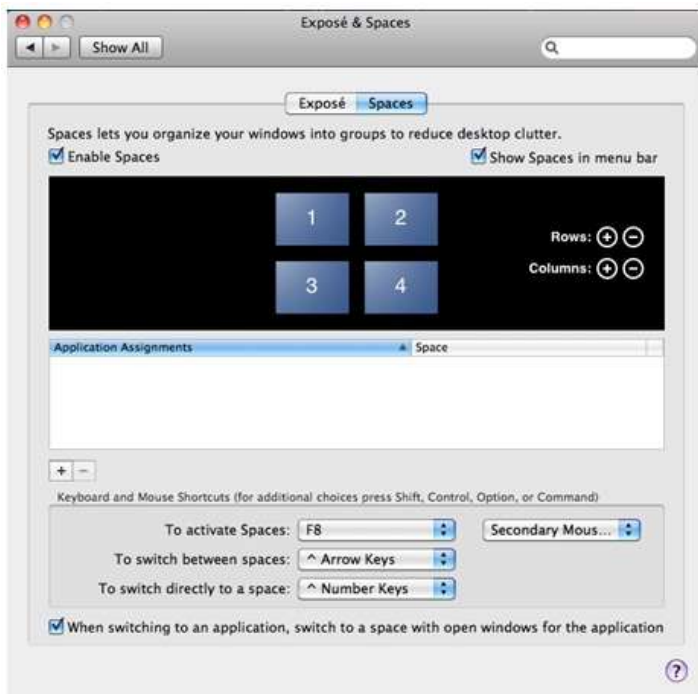 Exposé & Spaces
Show All
Exposé Spaces
Spaces lets you organize your windows into groups to reduce desktop clutter.
Enable Spaces Show Spaces in menu bar
1 2
Rows: + −
Columns: + −
3 4
Application Assignments Space
+ −
Keyboard and Mouse Shortcuts (for additional choices press Shift, Control, Option, or Command)
To activate Spaces: F8 Secondary Mous...
To switch between spaces: ^ Arrow Keys
To switch directly to a space: ^ Number Keys
When switching to an application, switch to a space with open windows for the application
?